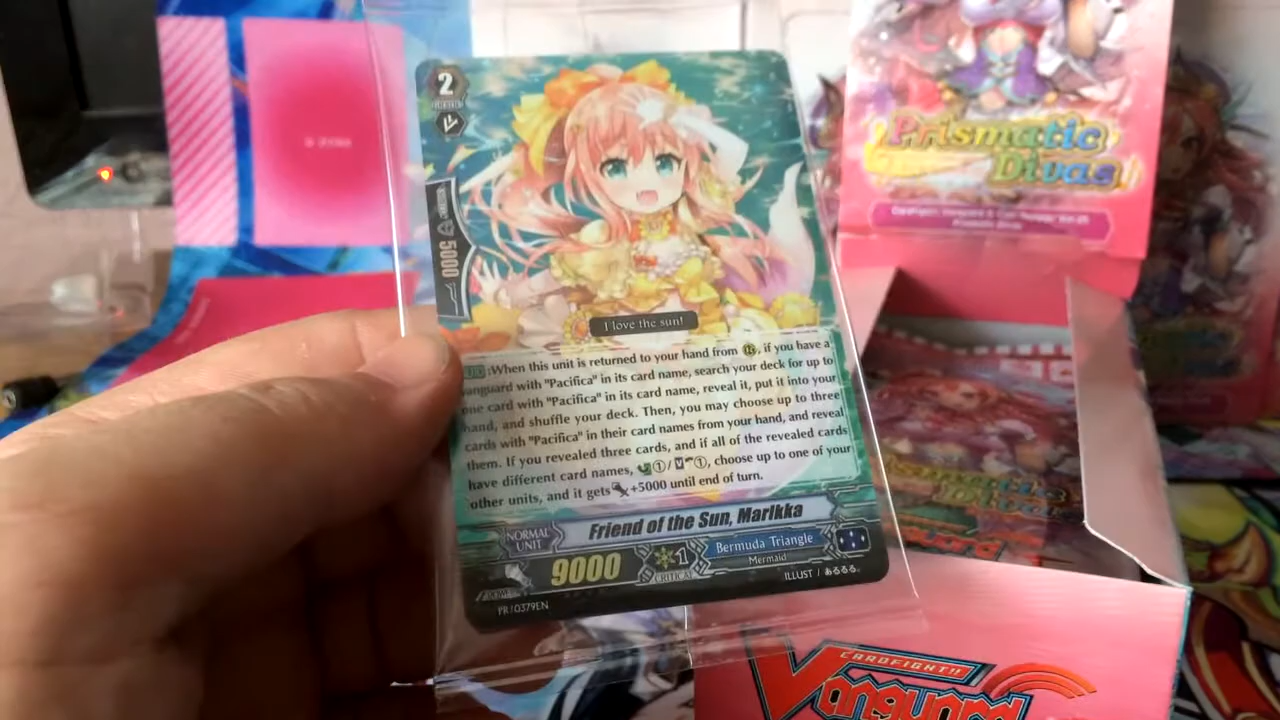 2
GRADE
5000
I love the sun!
When this unit is returned to your hand from Ⓡ, if you have a
vanguard with "Pacifica" in its card name, search your deck for up to
one card with "Pacifica" in its card name, reveal it, put it into your
hand, and shuffle your deck. Then, you may choose up to three
cards with "Pacifica" in their card names from your hand, and reveal
them. If you revealed three cards, and if all of the revealed cards
have different card names, ①/①, choose up to one of your
other units, and it gets +5000 until end of turn.
NORMAL
UNIT
Friend of the Sun, Marikka
9000
1
CRITICAL
Bermuda Triangle
Mermaid
POWER
PR/0379EN
ILLUST / あるるる。
Prismatic
Divas
Prismatic
Divas
CARDFIGHT!!
Vanguard